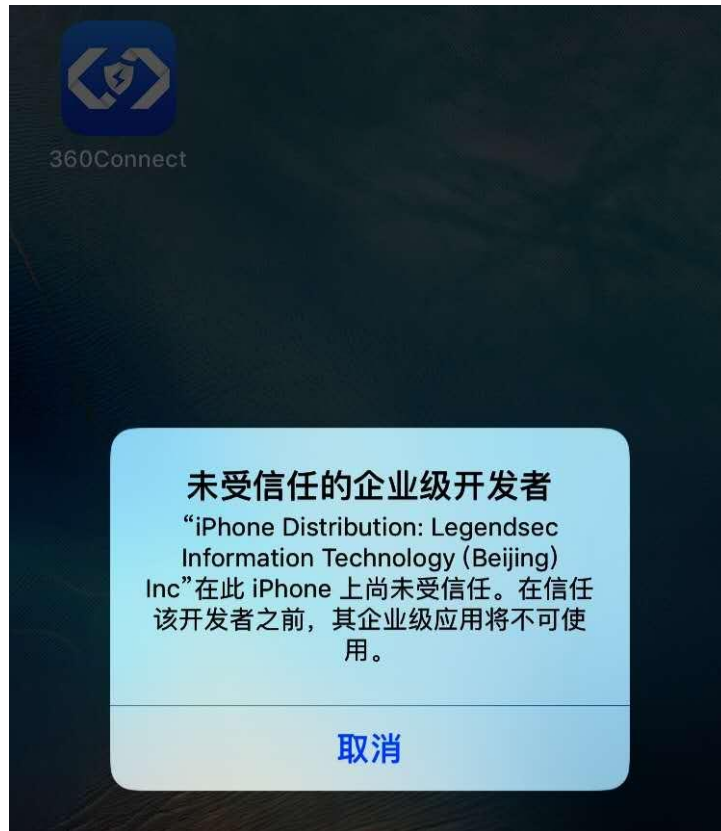 360Connect
未受信任的企业级开发者
“iPhone Distribution: Legendsec
Information Technology (Beijing)
Inc”在此 iPhone 上尚未受信任。在信任
该开发者之前，其企业级应用将不可使
用。
取消